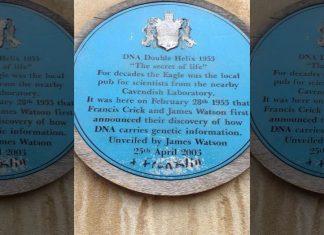 DNA Double Helix 1953
"The secret of life"
For decades the Eagle was the local
pub for scientists from the nearby
Cavendish Laboratory.
It was here on February 28th 1953 that
Francis Crick and James Watson first
announced their discovery of how
DNA carries genetic information.
Unveiled by James Watson
25th April 2003
+ Franklin